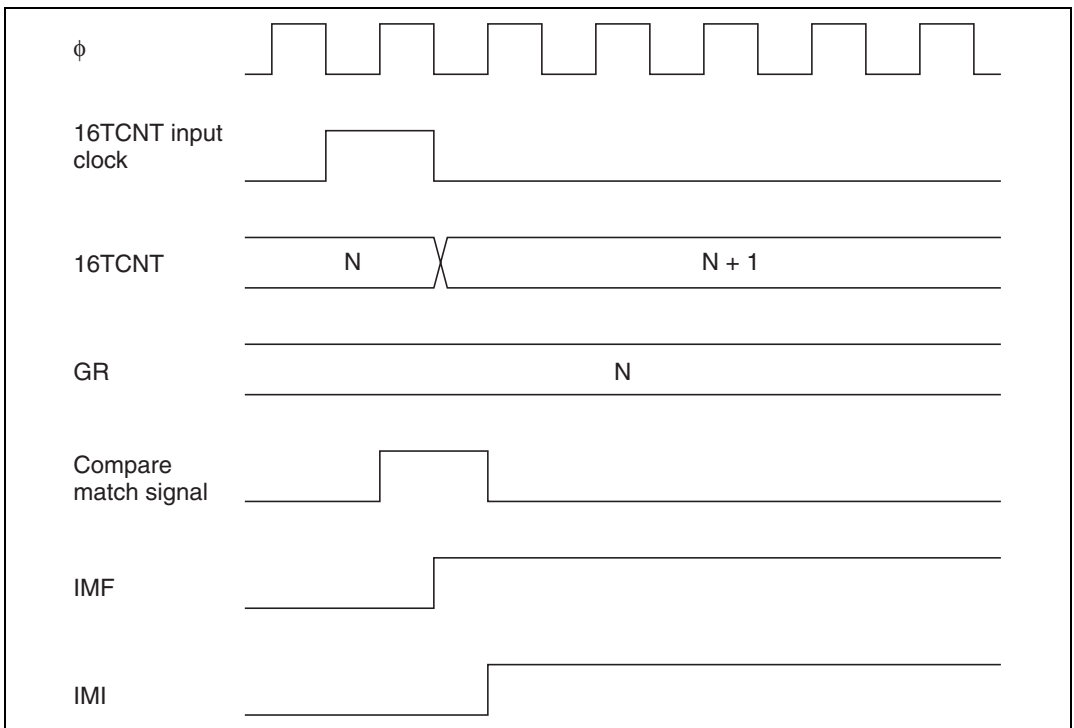 ϕ
16TCNT input
clock
16TCNT
N
N + 1
GR
N
Compare
match signal
IMF
IMI